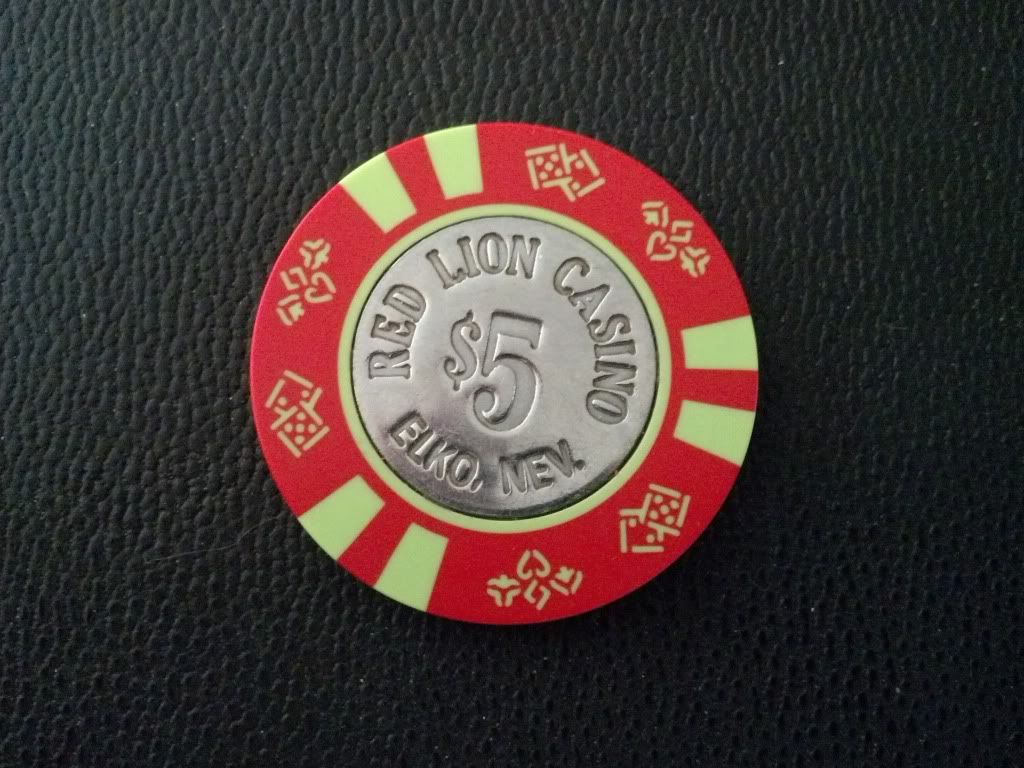 RED LION CASINO
$5
ELKO, NEV.